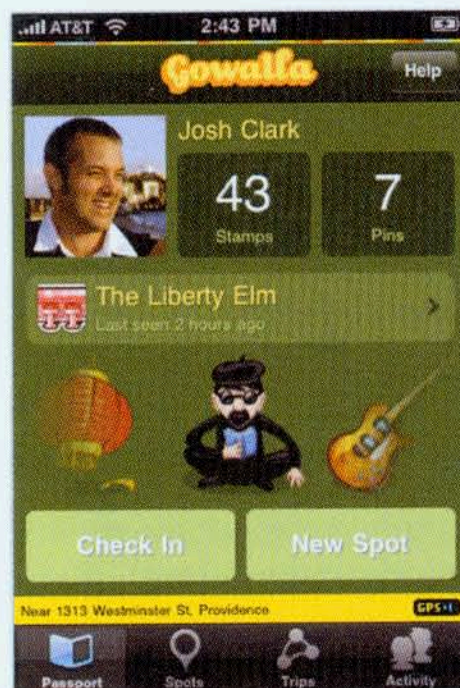 AT&T 2:43 PM
Gowalla Help
Josh Clark
43 7
Stamps Pins
The Liberty Elm
Last seen 2 hours ago
Check In New Spot
Near 1313 Westminster St, Providence GPS
Passport Spots Trips Activity